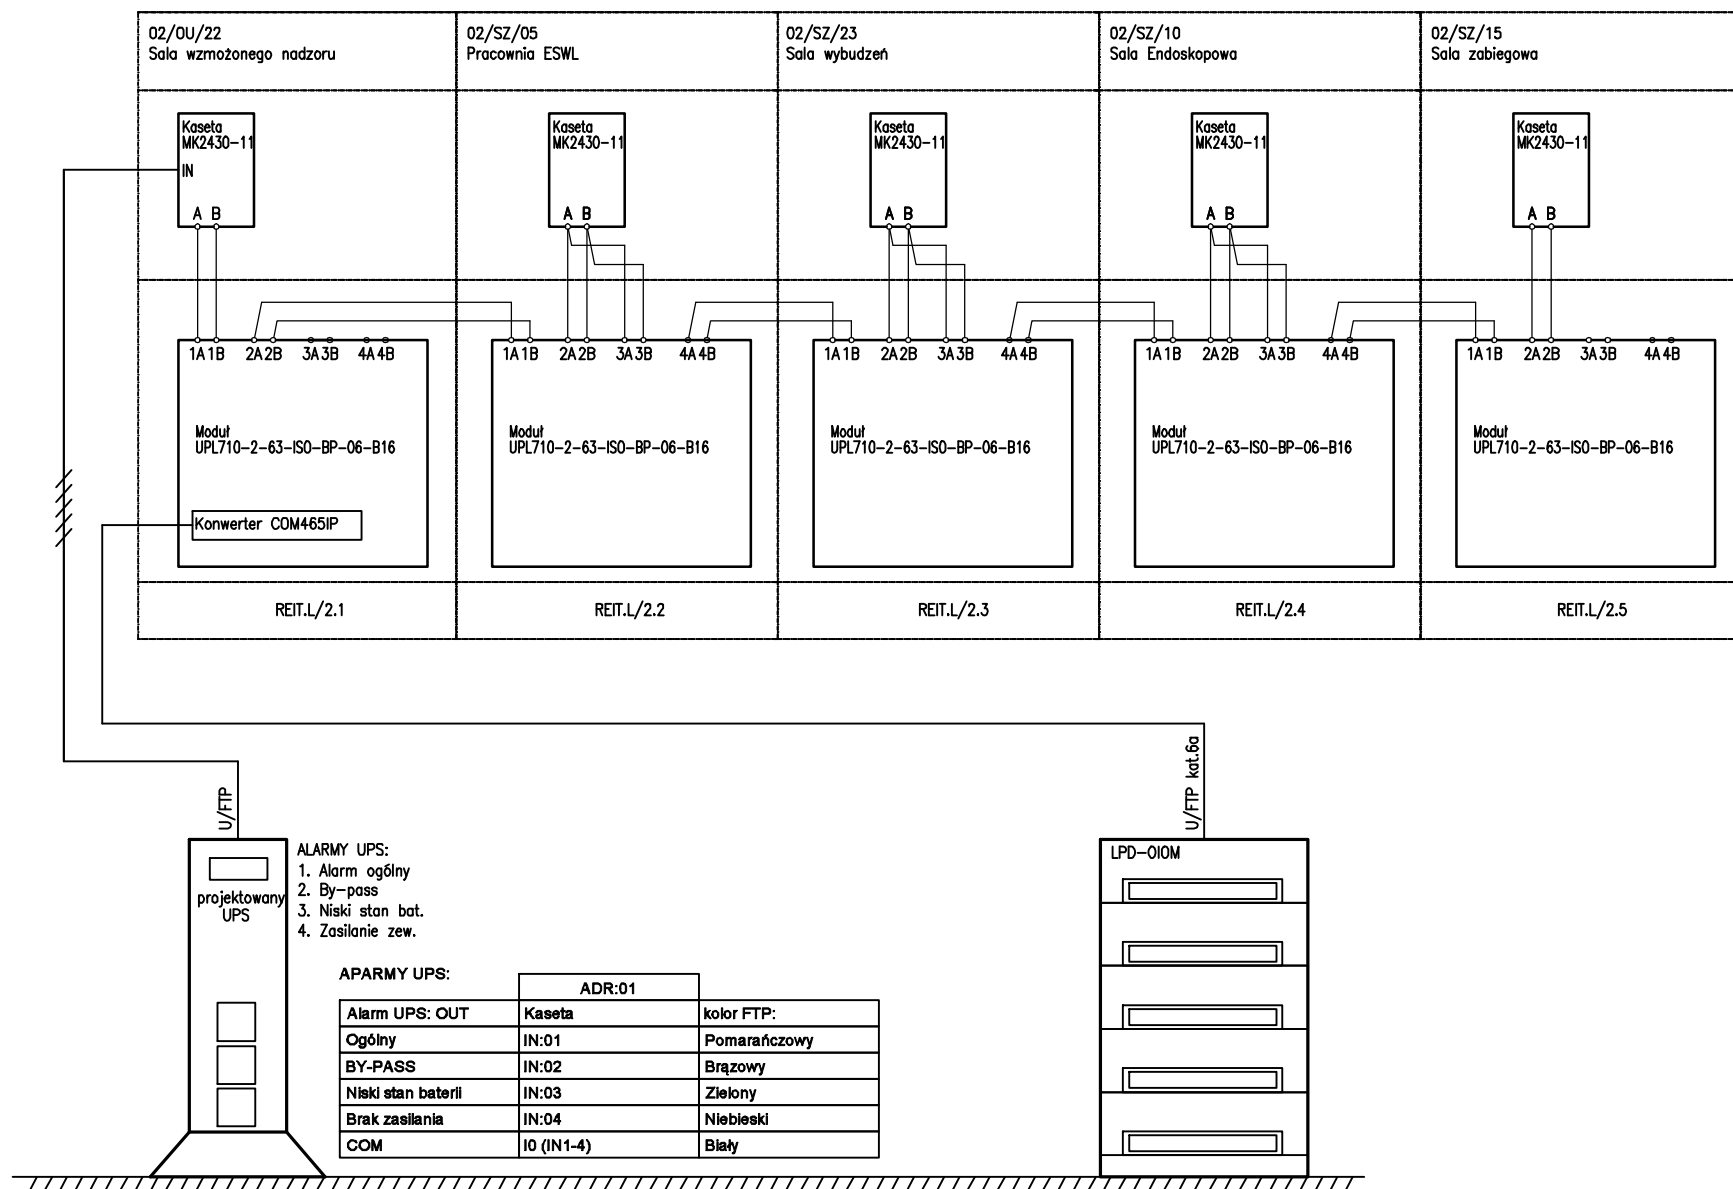 02/OU/22
Sala wzmożonego nadzoru
02/SZ/05
Pracownia ESWL
02/SZ/23
Sala wybudzeń
02/SZ/10
Sala Endoskopowa
02/SZ/15
Sala zabiegowa
Kaseta
MK2430-11
IN
A B
Kaseta
MK2430-11
A B
Kaseta
MK2430-11
A B
Kaseta
MK2430-11
A B
Kaseta
MK2430-11
A B
1A 1B 2A 2B 3A 3B 4A 4B
1A 1B 2A 2B 3A 3B 4A 4B
1A 1B 2A 2B 3A 3B 4A 4B
1A 1B 2A 2B 3A 3B 4A 4B
1A 1B 2A 2B 3A 3B 4A 4B
Moduł
UPL710-2-63-ISO-BP-06-B16
Moduł
UPL710-2-63-ISO-BP-06-B16
Moduł
UPL710-2-63-ISO-BP-06-B16
Moduł
UPL710-2-63-ISO-BP-06-B16
Moduł
UPL710-2-63-ISO-BP-06-B16
Konwerter COM465IP
REIT.L/2.1
REIT.L/2.2
REIT.L/2.3
REIT.L/2.4
REIT.L/2.5
U/FTP
U/FTP kat.6a
projektowany
UPS
ALARMY UPS:
1. Alarm ogólny
2. By-pass
3. Niski stan bat.
4. Zasilanie zew.
LPD-OIOM
APARMY UPS:
ADR:01
Alarm UPS: OUT Kaseta kolor FTP:
Ogólny IN:01 Pomarańczowy
BY-PASS IN:02 Brązowy
Niski stan baterii IN:03 Zielony
Brak zasilania IN:04 Niebieski
COM I0 (IN1-4) Biały